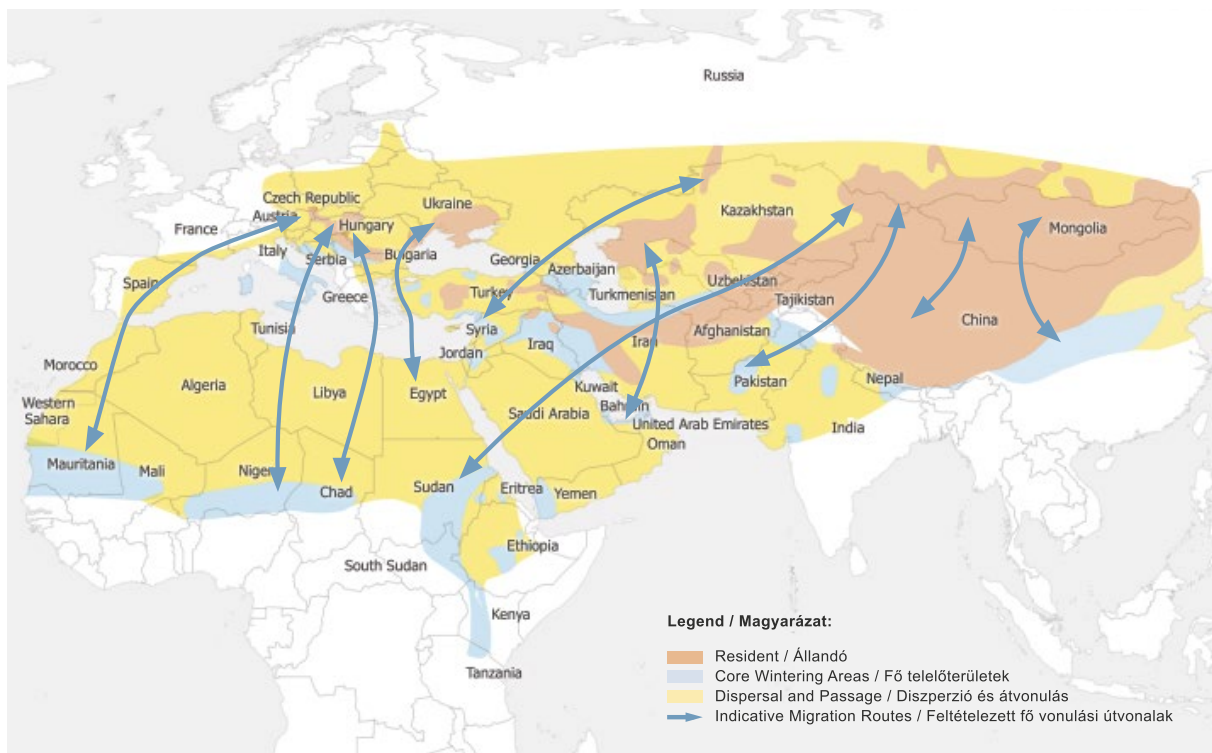 Russia
Czech Republic
Ukraine
Austria
Hungary
Kazakhstan
France
Mongolia
Italy
Serbia
Bulgaria
Georgia
Azerbaijan
Spain
Greece
Turkey
Turkmenistan
Uzbekistan
Tajikistan
Tunisia
Syria
Afghanistan
China
Iraq
Iran
Jordan
Morocco
Algeria
Libya
Egypt
Kuwait
Pakistan
Nepal
Western
Sahara
Saudi Arabia
Bahrain
United Arab Emirates
India
Oman
Mauritania
Mali
Niger
Chad
Sudan
Eritrea
Yemen
Ethiopia
South Sudan
Kenya
Tanzania
Legend / Magyarázat:
Resident / Állandó
Core Wintering Areas / Fő telelőterületek
Dispersal and Passage / Diszperzió és átvonulás
Indicative Migration Routes / Feltételezett fő vonulási útvonalak